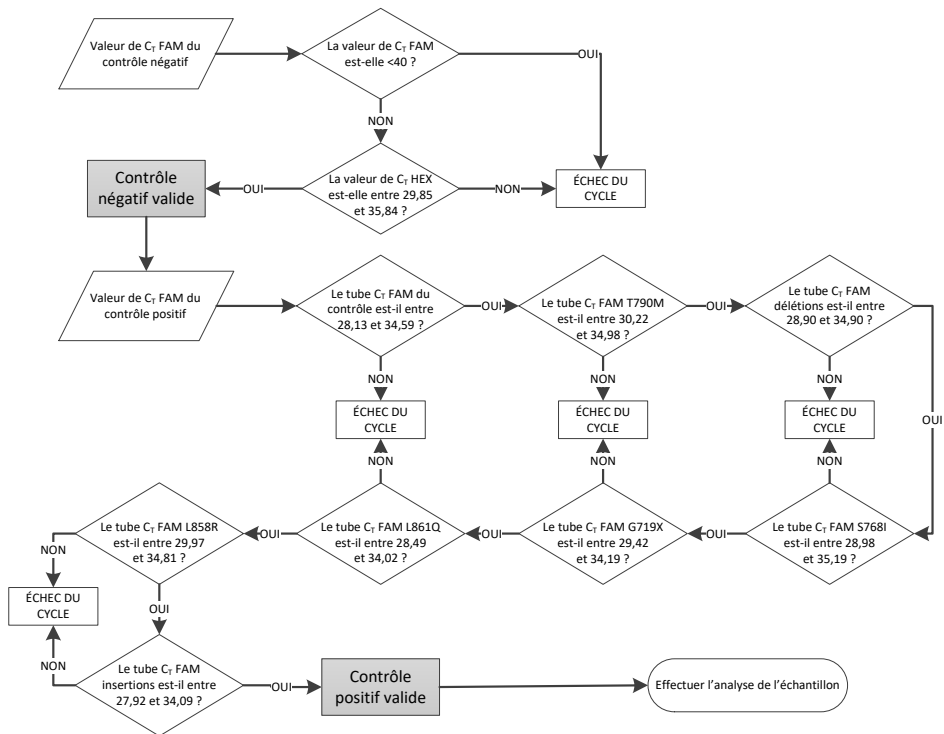 Valeur de CT FAM du
contrôle négatif
La valeur de CT FAM
est-elle <40 ?
OUI
NON
La valeur de CT HEX
est-elle entre 29,85
et 35,84 ?
OUI
NON
Contrôle
négatif valide
ÉCHEC DU
CYCLE
Valeur de CT FAM du
contrôle positif
Le tube CT FAM du
contrôle est-il entre
28,13 et 34,59 ?
OUI
Le tube CT FAM T790M
est-il entre 30,22
et 34,98 ?
OUI
Le tube CT FAM
délétions est-il entre
28,90 et 34,90 ?
NON
NON
NON
OUI
ÉCHEC DU
CYCLE
ÉCHEC DU
CYCLE
ÉCHEC DU
CYCLE
NON
NON
NON
Le tube CT FAM S768I
est-il entre 28,98
et 35,19 ?
OUI
Le tube CT FAM G719X
est-il entre 29,42
et 34,19 ?
OUI
Le tube CT FAM L861Q
est-il entre 28,49
et 34,02 ?
OUI
Le tube CT FAM L858R
est-il entre 29,97
et 34,81 ?
NON
ÉCHEC DU
CYCLE
OUI
NON
Le tube CT FAM
insertions est-il entre
27,92 et 34,09 ?
OUI
Contrôle
positif valide
Effectuer l'analyse de l'échantillon